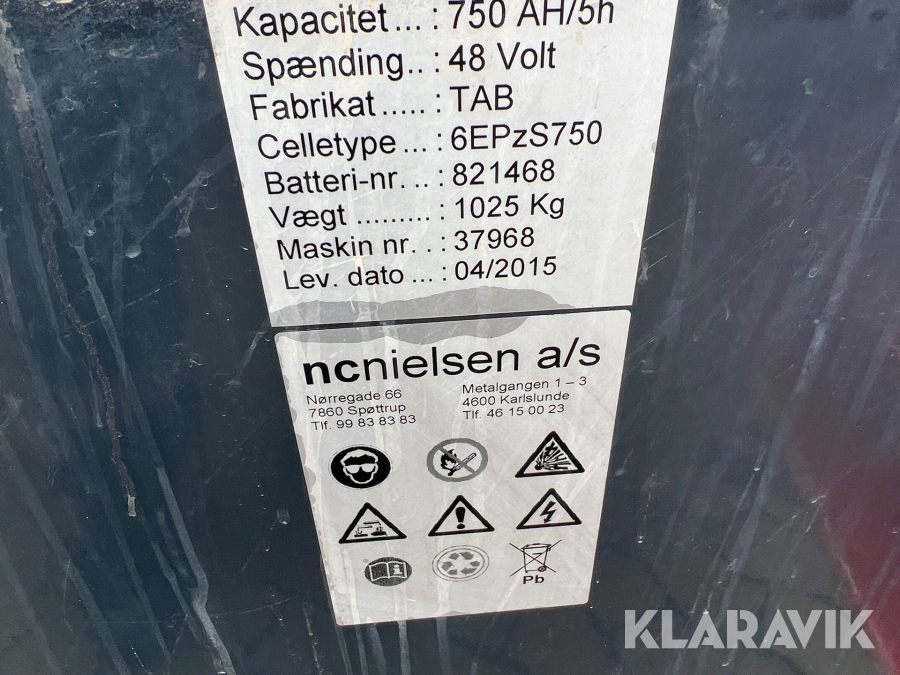 Kapacitet... : 750 AH/5h
Spænding.. : 48 Volt
Fabrikat ..... : TAB
Celletype ... : 6EPzS750
Batteri-nr. .. : 821468
Vægt ......... : 1025 Kg
Maskin nr. . : 37968
Lev. dato ... : 04/2015
ncnielsen a/s
Nørregade 66
7860 Spøttrup
Tlf. 99 83 83 83
Metalgangen 1 – 3
4600 Karlslunde
Tlf. 46 15 00 23
Pb
KLARAVIK